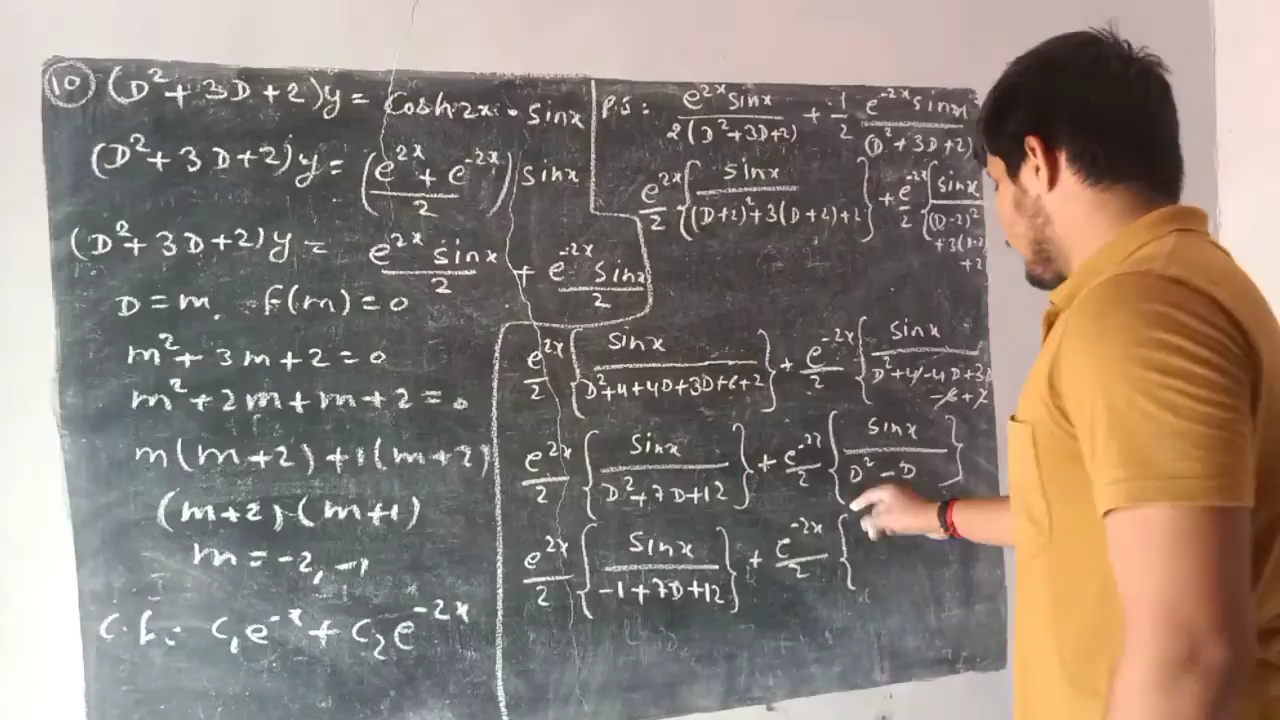 (10) (D² + 3D + 2)y = Cosh2x · sinx
(D² + 3D + 2)y = ((e^{2x} + e^{-2x})/2) sinx
(D² + 3D + 2)y = e^{2x} sinx/2 + e^{-2x} sinx/2
D = m. f(m) = 0
m² + 3m + 2 = 0
m² + 2m + m + 2 = 0
m(m+2) + 1(m+2)
(m+2) (m+1)
m = -2, -1
C.F. = c₁e^{-x} + c₂e^{-2x}
P.S: e^{2x} sinx/2(D²+3D+2) + 1/2 e^{-2x} sinx/(D²+3D+2)
e^{2x}/2 {sinx/((D+2)²+3(D+2)+2)} + e^{-2x}/2 {sinx/(D-2)² +3(D-2) +2
e^{2x}/2 {sinx/D²+4+4D+3D+6+2} + e^{-2x}/2 {sinx/D²+4-4D+3D -6+2
e^{2x}/2 {sinx/D²+7D+12} + e^{-2x}/2 {sinx/D²-D}
e^{2x}/2 {sinx/-1+7D+12} + e^{-2x}/2 {